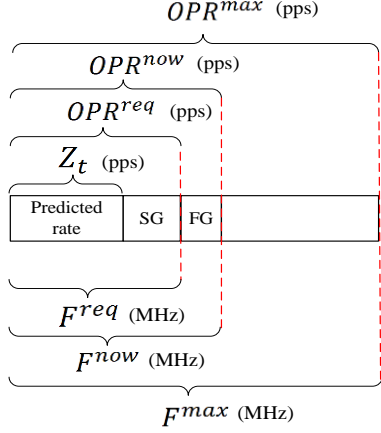 OPR^max (pps)
OPR^now (pps)
OPR^req (pps)
Z_t (pps)
Predicted rate SG FG
F^req (MHz)
F^now (MHz)
F^max (MHz)